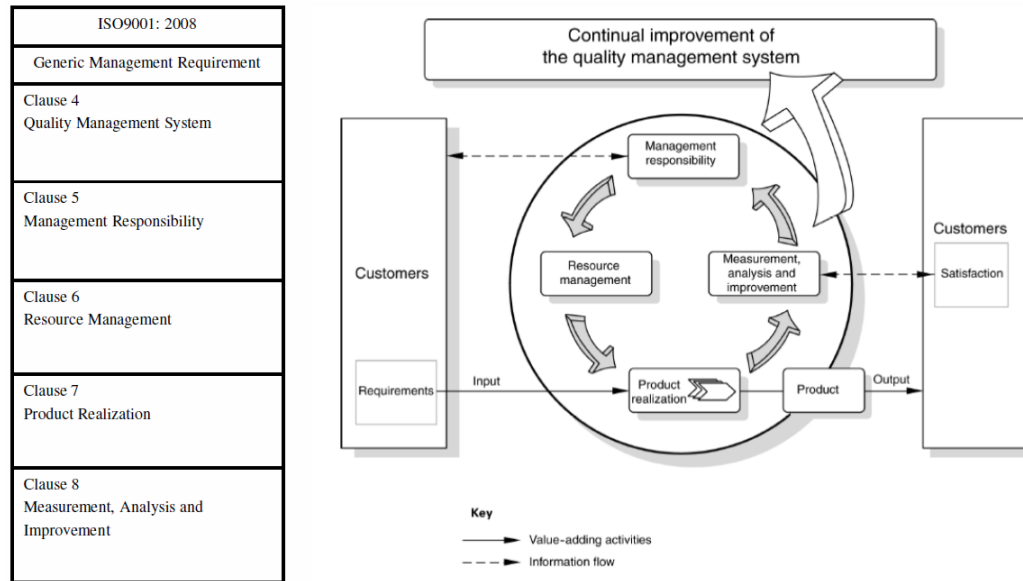 ISO9001: 2008
Generic Management Requirement
Clause 4
Quality Management System
Clause 5
Management Responsibility
Clause 6
Resource Management
Clause 7
Product Realization
Clause 8
Measurement, Analysis and
Improvement
Continual improvement of
the quality management system
Management
responsibility
Customers
Resource
management
Measurement,
analysis and
improvement
Customers
Satisfaction
Requirements
Input
Product
realization
Product
Output
Key
Value-adding activities
Information flow